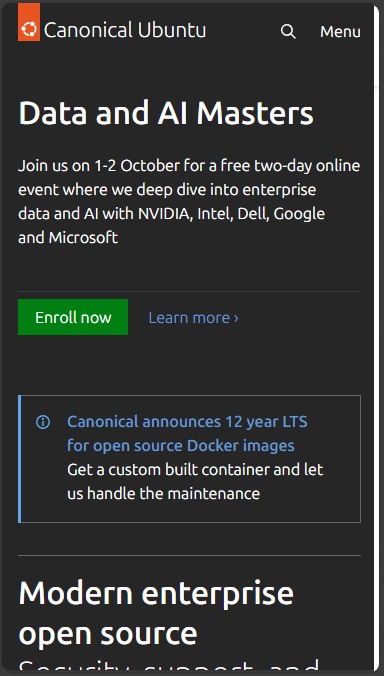 Canonical Ubuntu
Menu
Data and AI Masters
Join us on 1-2 October for a free two-day online
event where we deep dive into enterprise
data and AI with NVIDIA, Intel, Dell, Google
and Microsoft
Enroll now
Learn more ›
Canonical announces 12 year LTS
for open source Docker images
Get a custom built container and let
us handle the maintenance
Modern enterprise
open source
Security, support, and